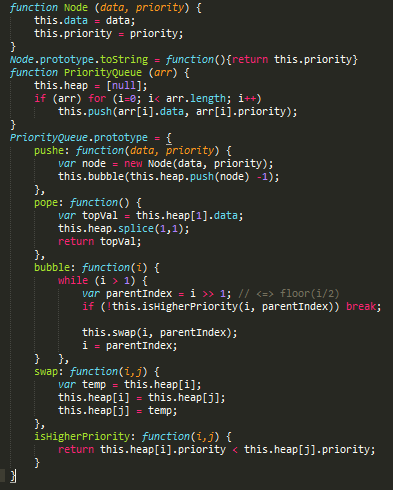 function Node (data, priority) {
    this.data = data;
    this.priority = priority;
}
Node.prototype.toString = function(){return this.priority}
function PriorityQueue (arr) {
    this.heap = [null];
    if (arr) for (i=0; i< arr.length; i++)
        this.push(arr[i].data, arr[i].priority);
}
PriorityQueue.prototype = {
    pushe: function(data, priority) {
        var node = new Node(data, priority);
        this.bubble(this.heap.push(node) -1);
    },
    pope: function() {
        var topVal = this.heap[1].data;
        this.heap.splice(1,1);
        return topVal;
    },
    bubble: function(i) {
        while (i > 1) {
            var parentIndex = i >> 1; // <=> floor(i/2)
            if (!this.isHigherPriority(i, parentIndex)) break;

            this.swap(i, parentIndex);
            i = parentIndex;
    }   },
    swap: function(i,j) {
        var temp = this.heap[i];
        this.heap[i] = this.heap[j];
        this.heap[j] = temp;
    },
    isHigherPriority: function(i,j) {
        return this.heap[i].priority < this.heap[j].priority;
    }
}